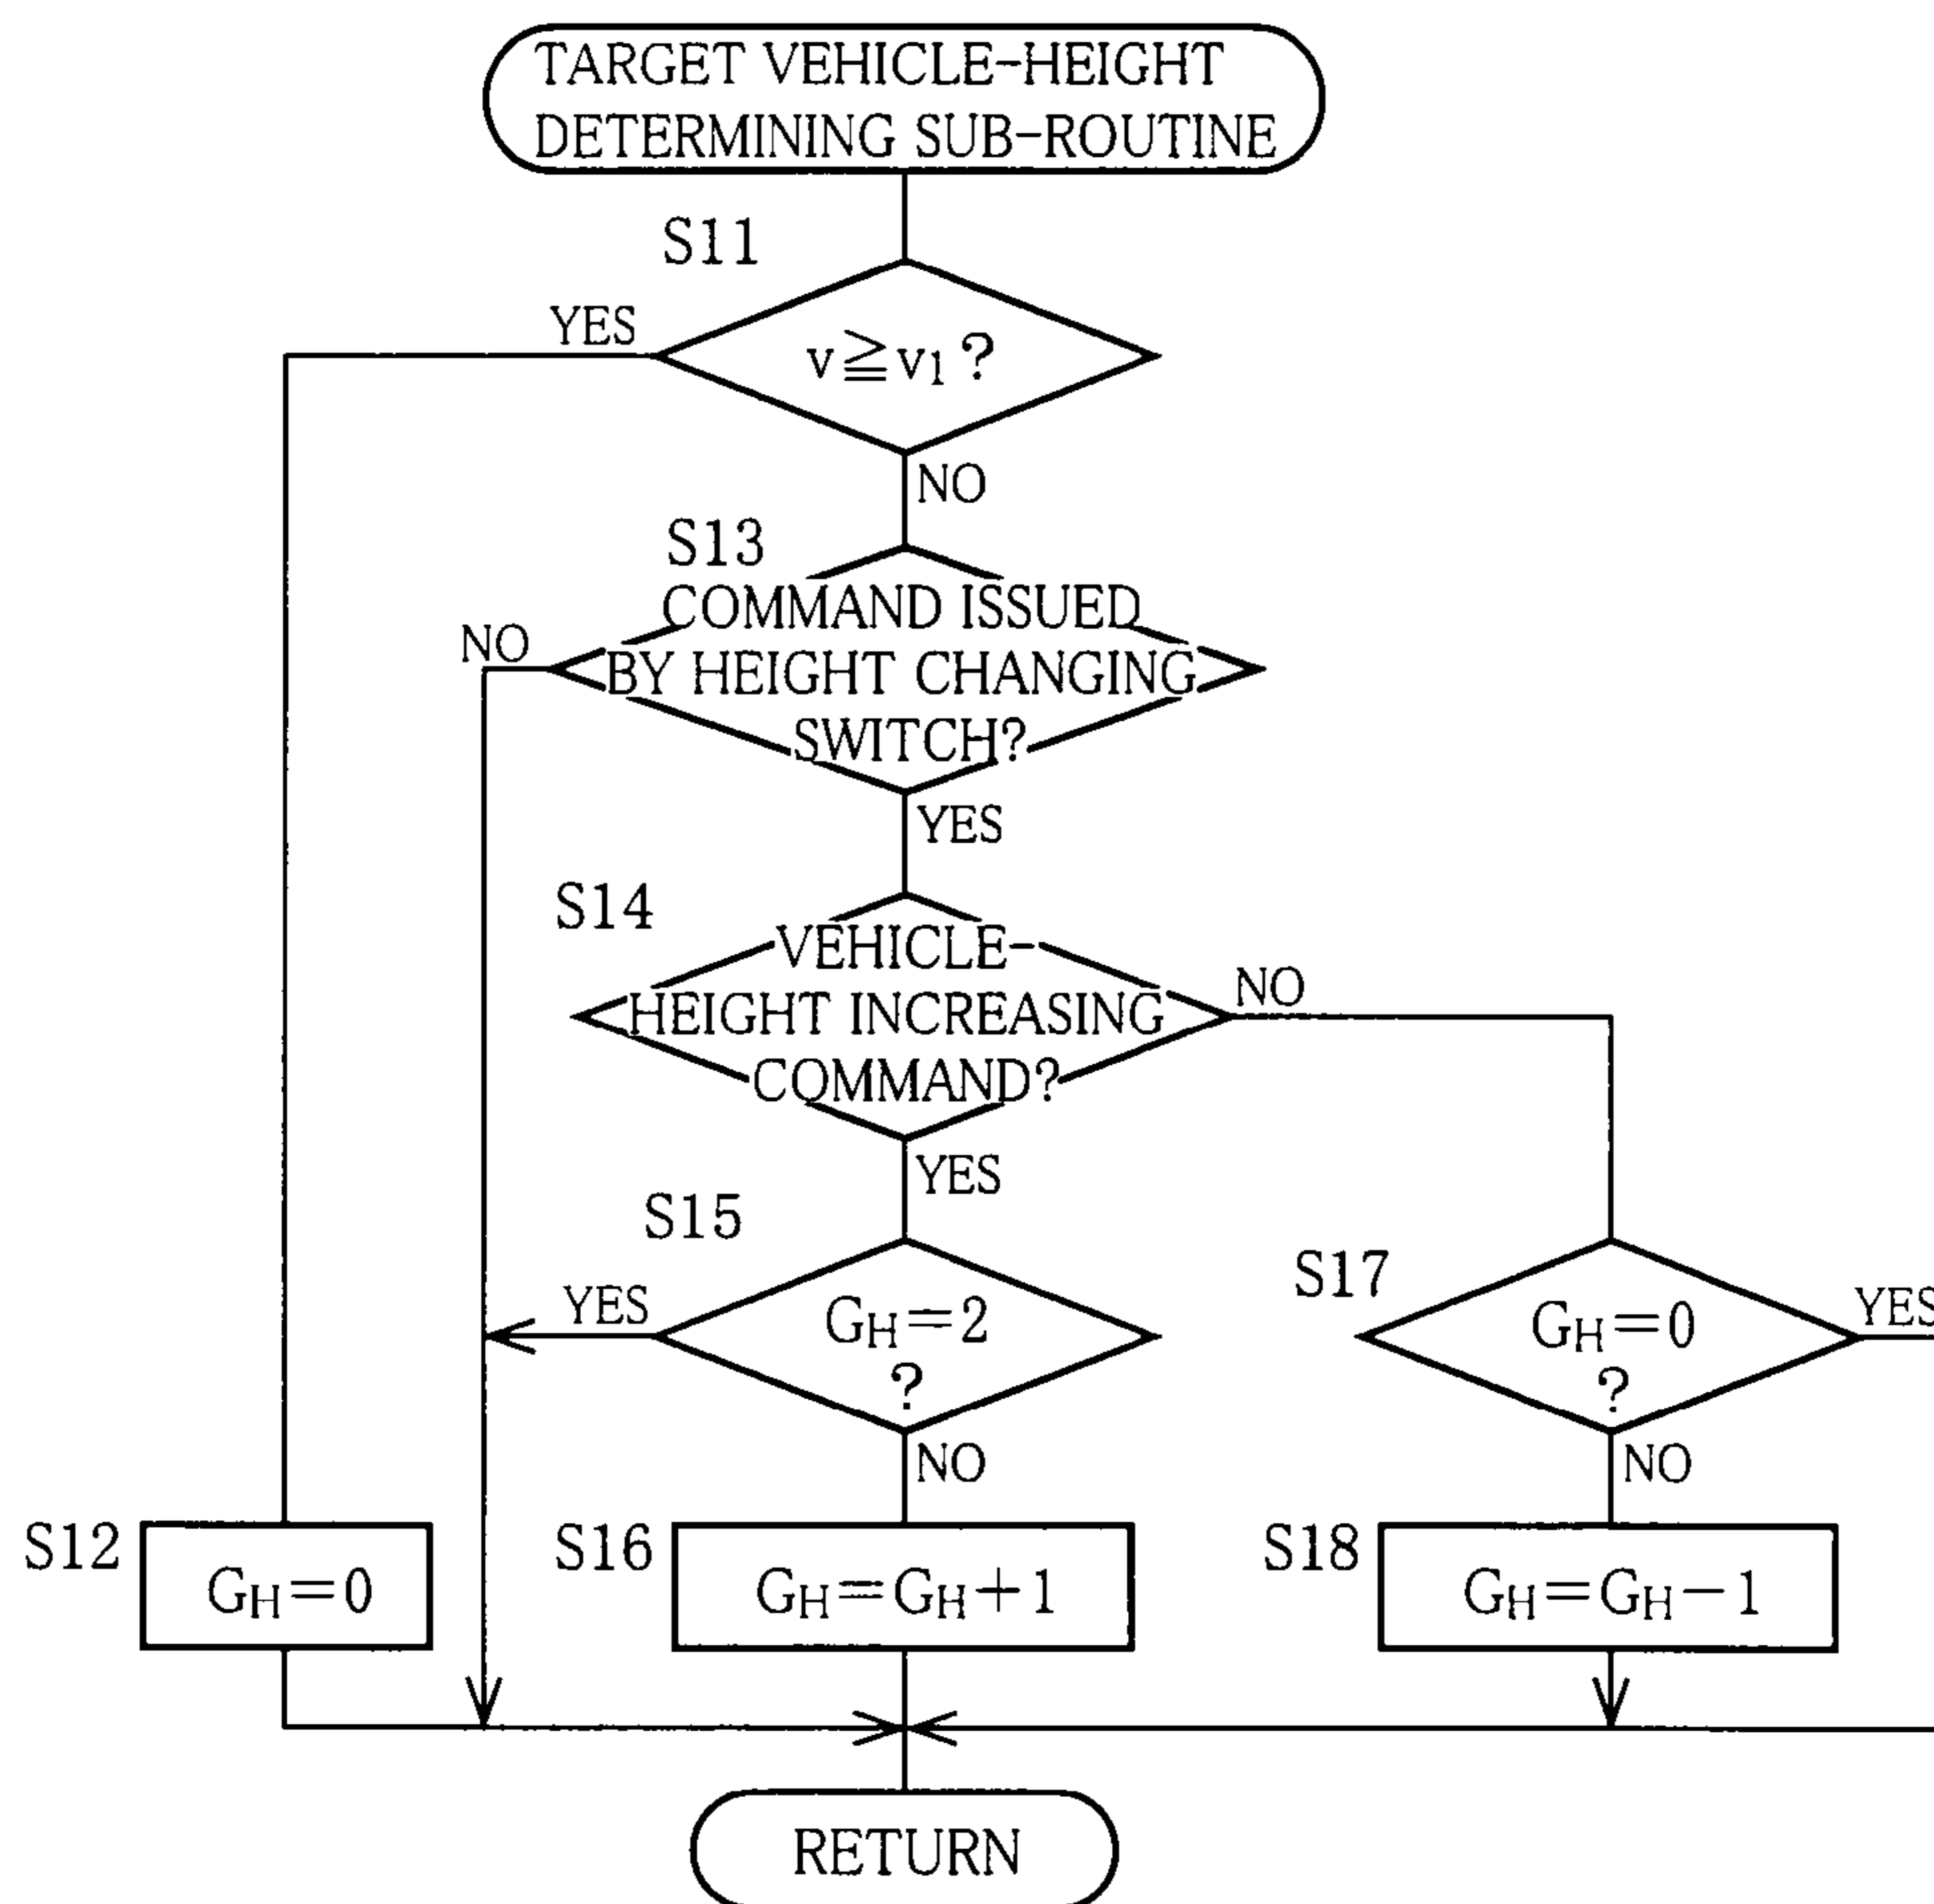 TARGET VEHICLE-HEIGHT
DETERMINING SUB-ROUTINE
S11
YES
v≧v1 ?
NO
S13
COMMAND ISSUED
BY HEIGHT CHANGING
SWITCH?
NO
YES
S14
VEHICLE-
HEIGHT INCREASING
COMMAND?
NO
YES
S15
YES
GH=2
?
NO
S17
GH=0
?
YES
NO
S12
GH=0
S16
GH=GH+1
S18
GH=GH-1
RETURN